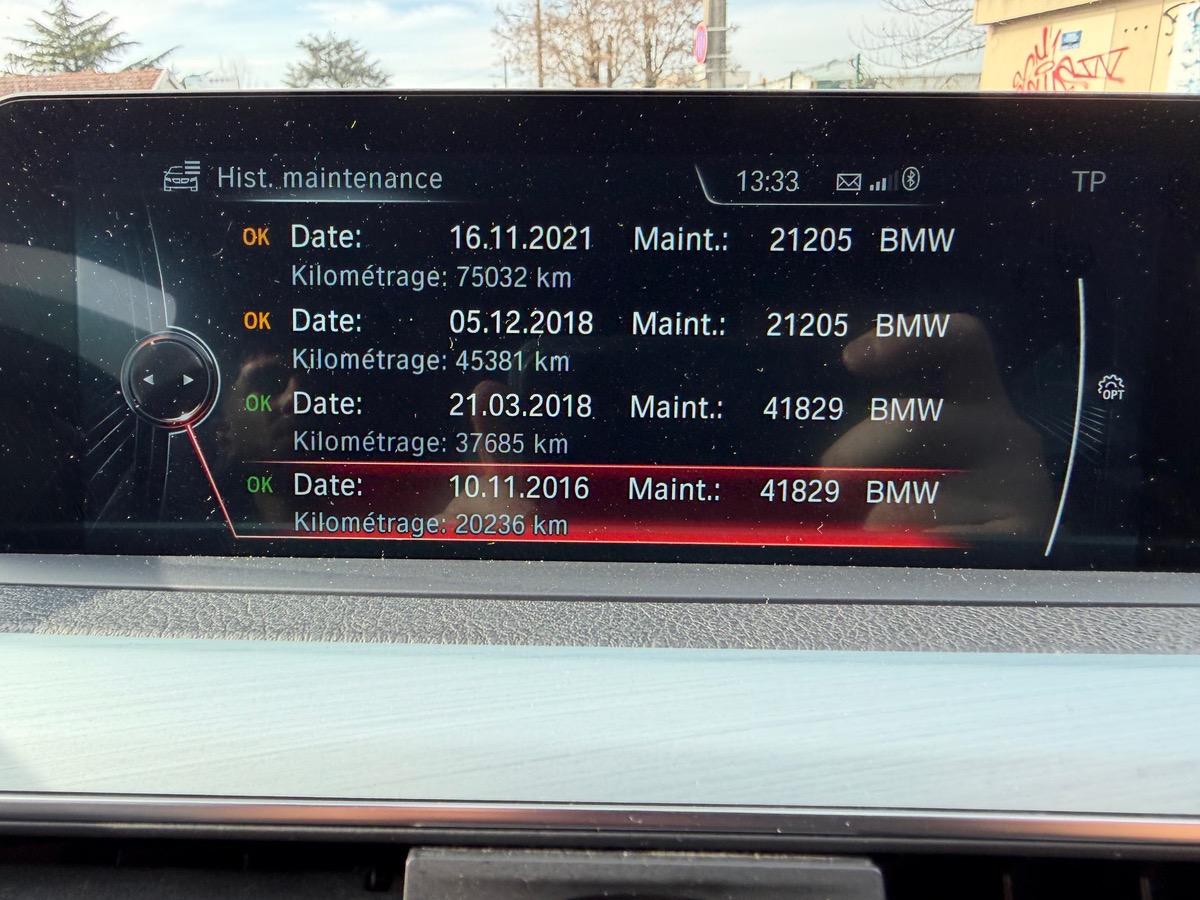 Hist. maintenance 13:33 TP
OK Date: 16.11.2021 Maint.: 21205 BMW
Kilométrage: 75032 km
OK Date: 05.12.2018 Maint.: 21205 BMW
Kilométrage: 45381 km
OPT
OK Date: 21.03.2018 Maint.: 41829 BMW
Kilométrage: 37685 km
OK Date: 10.11.2016 Maint.: 41829 BMW
Kilométrage: 20236 km